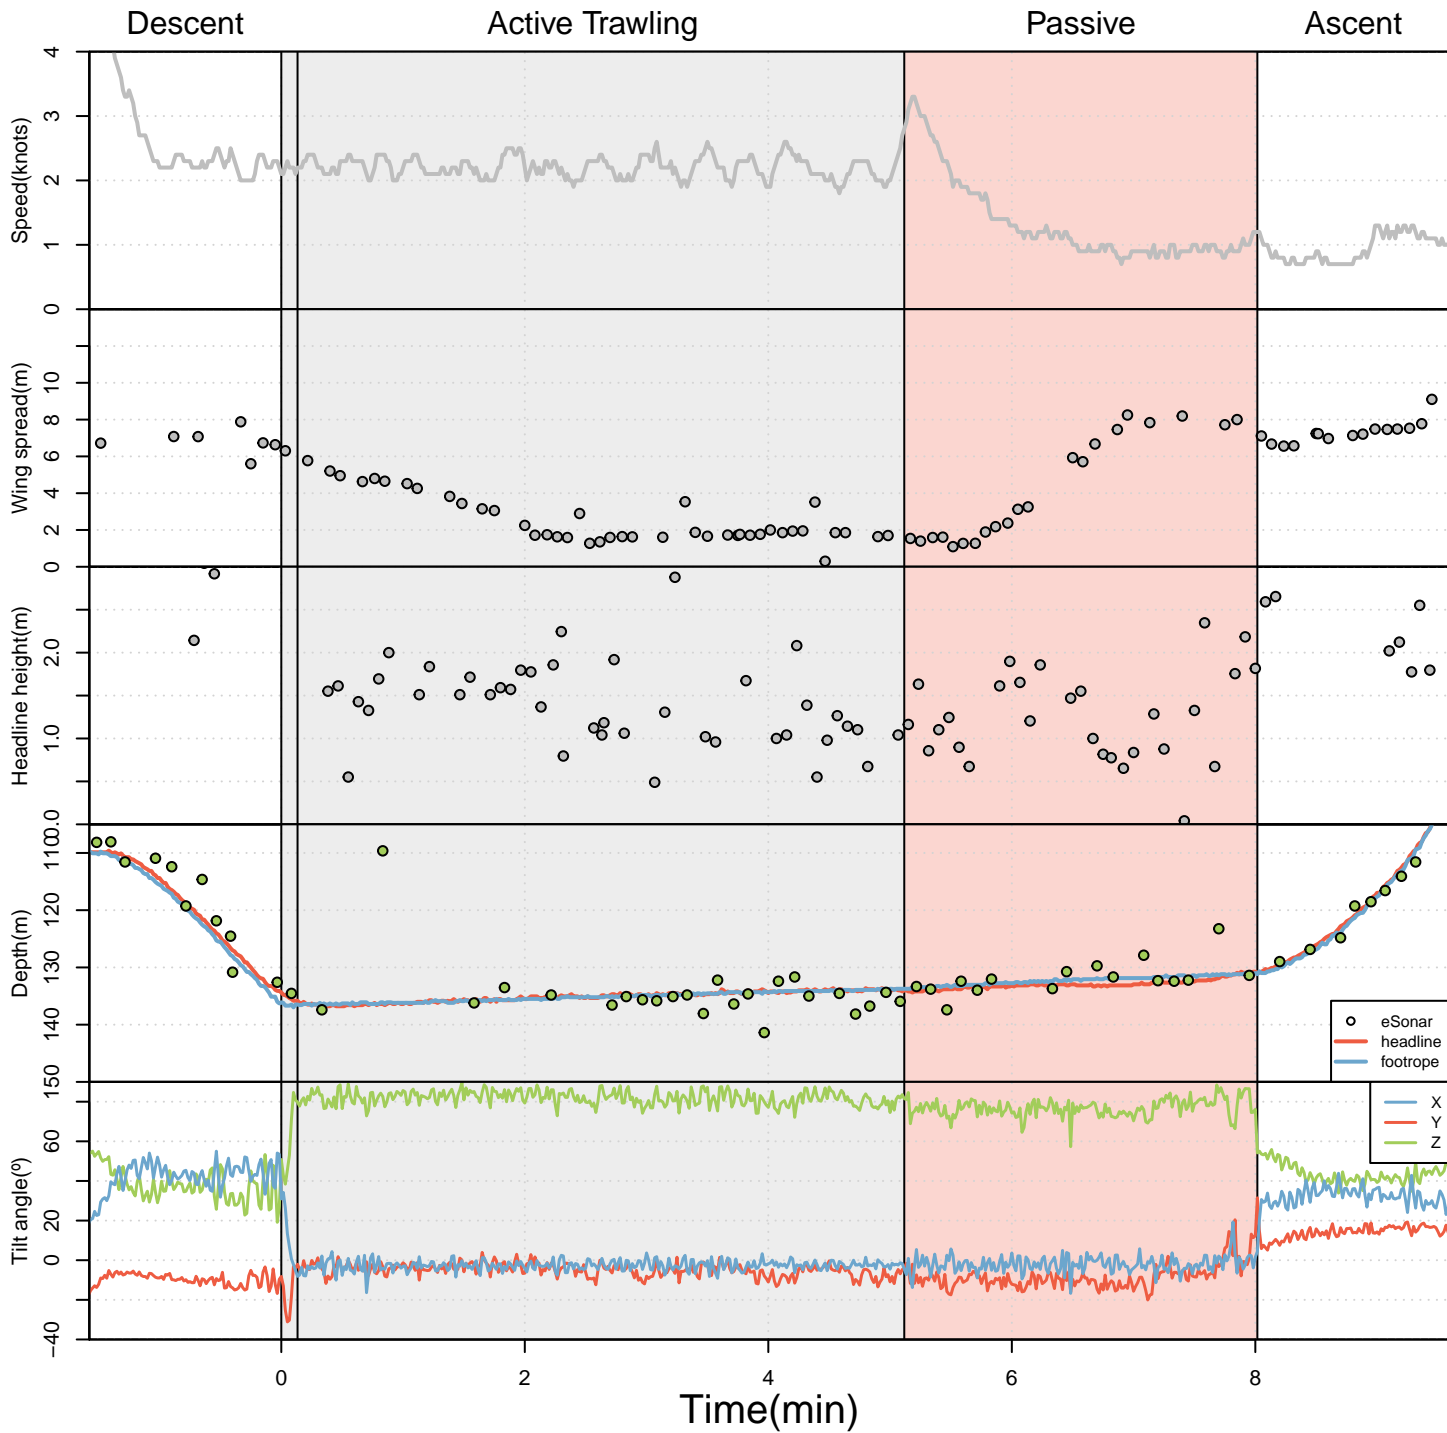 Descent Active Trawling Passive Ascent
Speed(knots)
4
3
2
1
0
Wing spread(m)
10
8
6
4
2
0
Headline height(m)
2.0
1.0
0.0
Depth(m)
110
120
130
140
150
eSonar
headline
footrope
Tilt angle(º)
60
20
0
−40
X
Y
Z
0 2 4 6 8
Time(min)